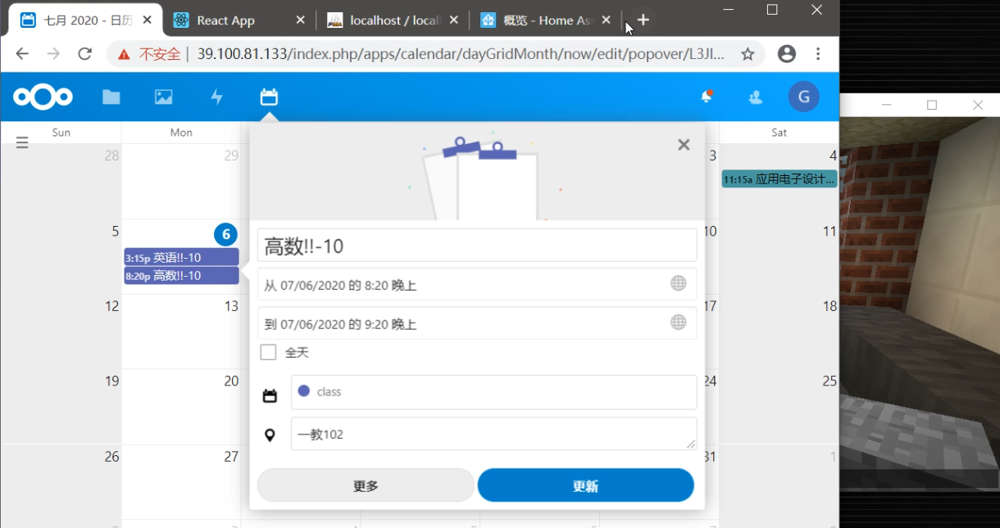 七月 2020 - 日历
React App
localhost / local
概览 - Home Ass
不安全
39.100.81.133/index.php/apps/calendar/dayGridMonth/now/edit/popover/L3Jl...
G
Sun
Mon
Sat
28
29
3
4
11:15a 应用电子设计...
5
6
10
11
3:15p 英语!!-10
8:20p 高数!!-10
高数!!-10
从 07/06/2020 的 8:20 晚上
到 07/06/2020 的 9:20 晚上
全天
12
13
17
18
class
19
20
24
25
一教102
26
27
31
1
更多
更新